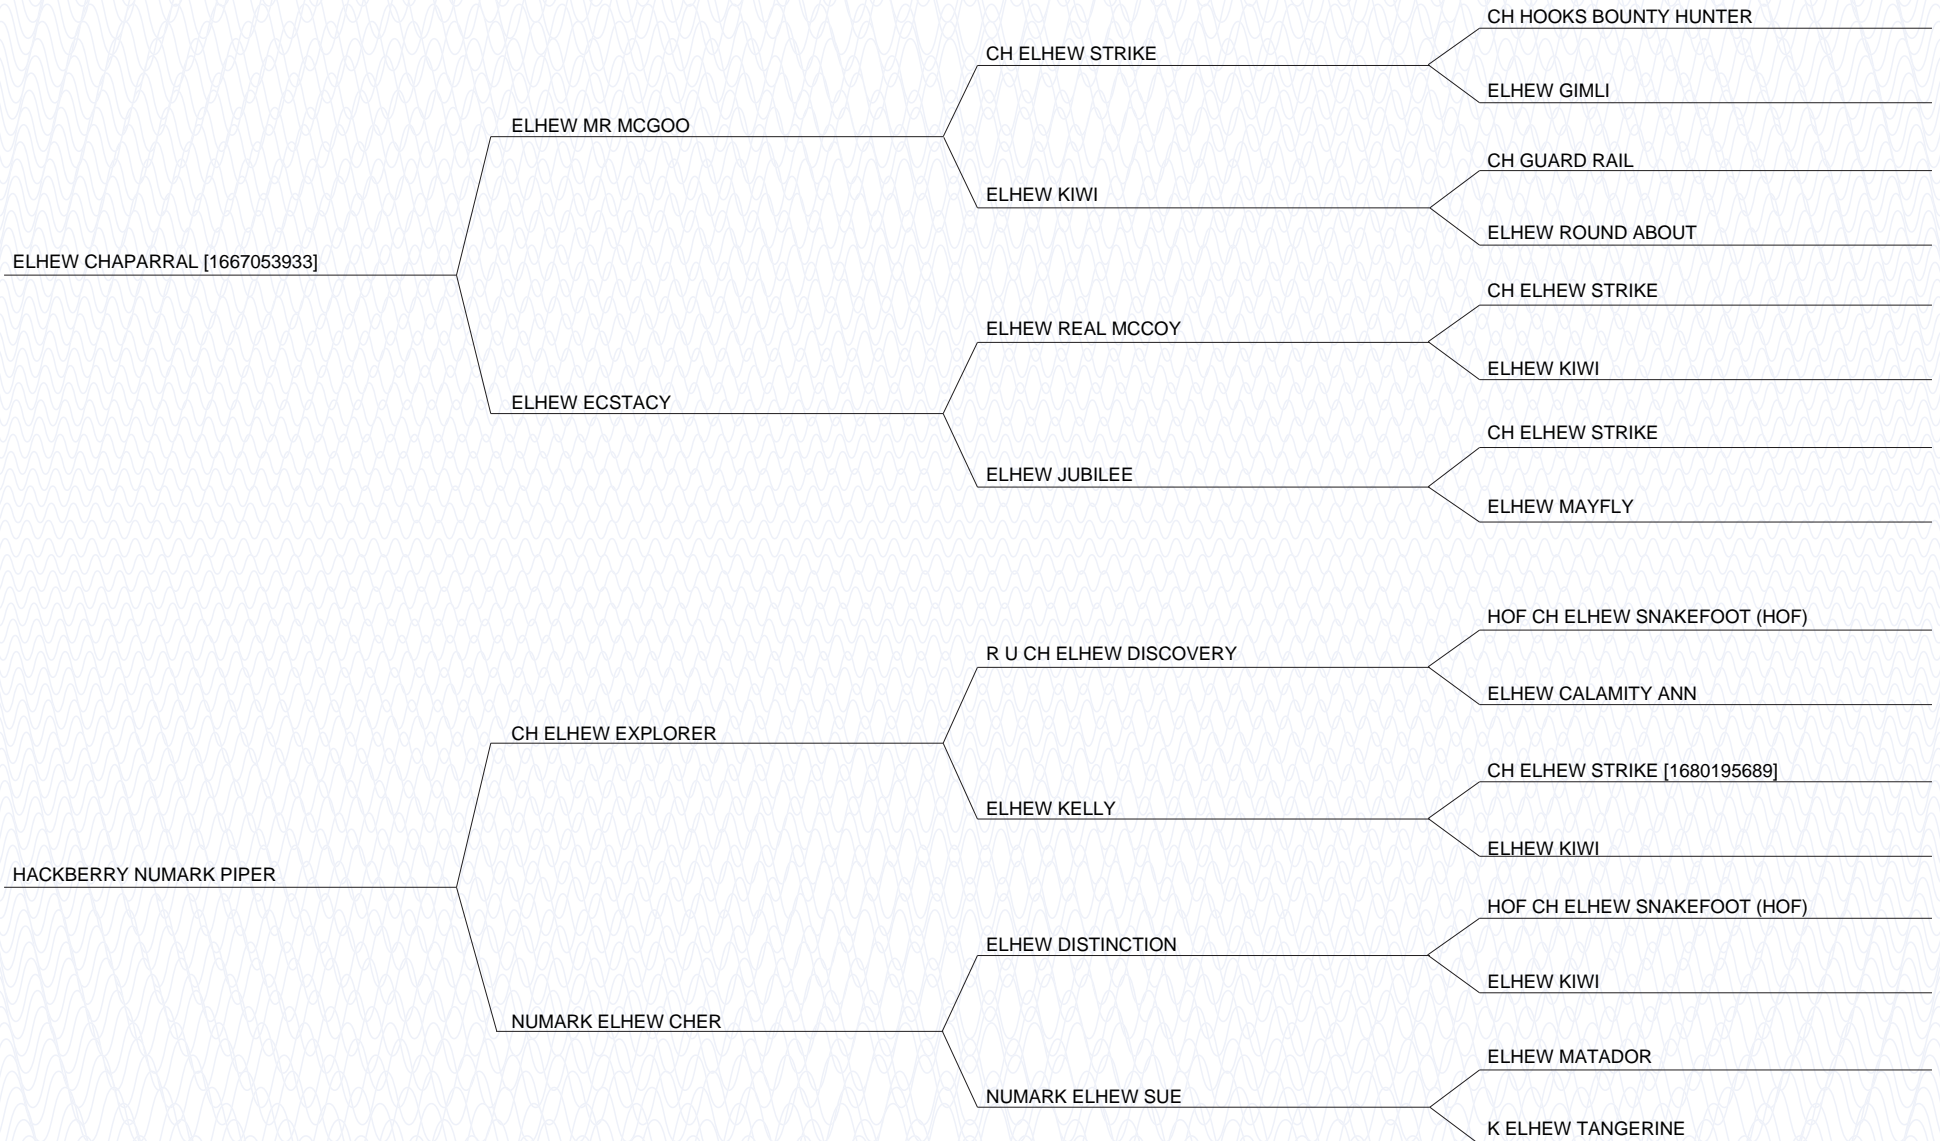 CH HOOKS BOUNTY HUNTER
CH ELHEW STRIKE
ELHEW GIMLI
ELHEW MR MCGOO
CH GUARD RAIL
ELHEW KIWI
ELHEW ROUND ABOUT
ELHEW CHAPARRAL [1667053933]
CH ELHEW STRIKE
ELHEW REAL MCCOY
ELHEW KIWI
ELHEW ECSTACY
CH ELHEW STRIKE
ELHEW JUBILEE
ELHEW MAYFLY
HOF CH ELHEW SNAKEFOOT (HOF)
R U CH ELHEW DISCOVERY
ELHEW CALAMITY ANN
CH ELHEW EXPLORER
CH ELHEW STRIKE [1680195689]
ELHEW KELLY
ELHEW KIWI
HACKBERRY NUMARK PIPER
HOF CH ELHEW SNAKEFOOT (HOF)
ELHEW DISTINCTION
ELHEW KIWI
NUMARK ELHEW CHER
ELHEW MATADOR
NUMARK ELHEW SUE
K ELHEW TANGERINE